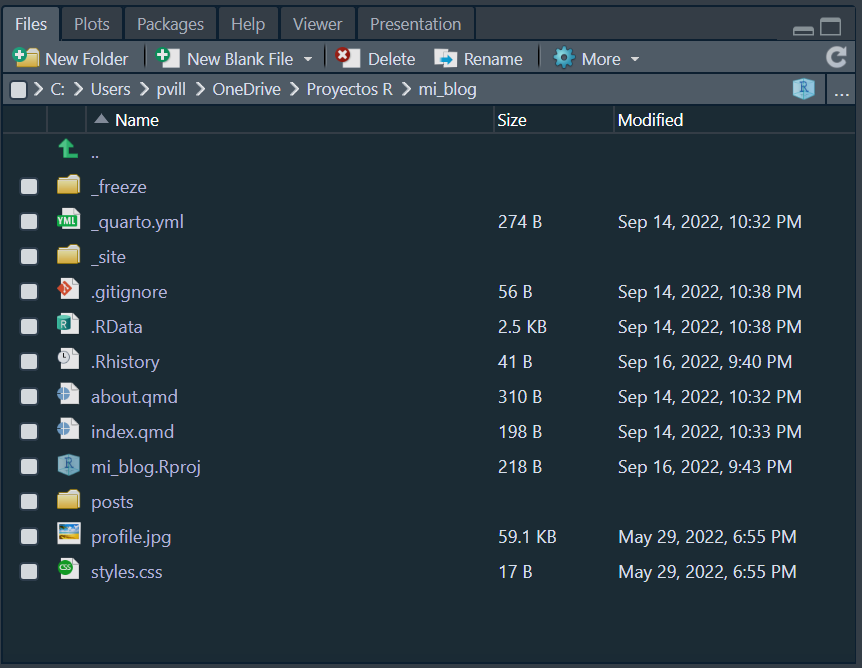 Files Plots Packages Help Viewer Presentation
New Folder New Blank File Delete Rename More
C: Users pvill OneDrive Proyectos R mi_blog R ...
Name Size Modified
..
_freeze
YML _quarto.yml 274 B Sep 14, 2022, 10:32 PM
_site
.gitignore 56 B Sep 14, 2022, 10:38 PM
R .RData 2.5 KB Sep 14, 2022, 10:38 PM
.Rhistory 41 B Sep 16, 2022, 9:40 PM
about.qmd 310 B Sep 14, 2022, 10:32 PM
index.qmd 198 B Sep 14, 2022, 10:33 PM
R mi_blog.Rproj 218 B Sep 16, 2022, 9:43 PM
posts
profile.jpg 59.1 KB May 29, 2022, 6:55 PM
CSS styles.css 17 B May 29, 2022, 6:55 PM